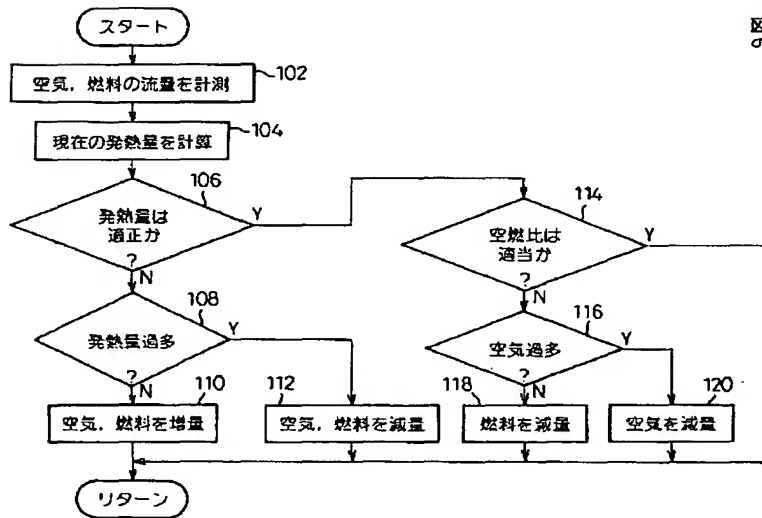 スタート
空気，燃料の流量を計測
102
現在の発熱量を計算
104
106
発熱量は
適正か
?
Y
N
114
空燃比は
適当か
?
Y
N
108
発熱量過多
?
Y
N
116
空気過多
?
Y
N
110
空気，燃料を増量
112
空気，燃料を減量
118
燃料を減量
120
空気を減量
リターン
図
の